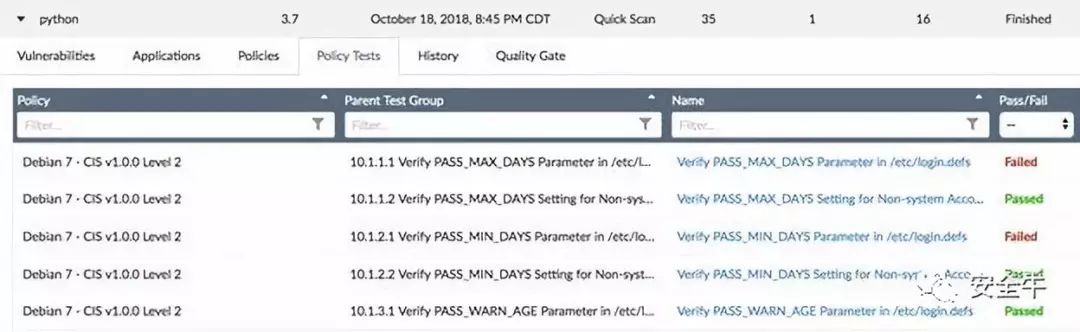 python 3.7 October 18, 2018, 8:45 PM CDT Quick Scan 35 1 16 Finished
Vulnerabilities Applications Policies Policy Tests History Quality Gate
Policy Parent Test Group Name Pass/Fail
Filter... Filter... Filter... --
Debian 7 - CIS v1.0.0 Level 2 10.1.1.1 Verify PASS_MAX_DAYS Parameter in /etc/l... Verify PASS_MAX_DAYS Parameter in /etc/login.defs Failed
Debian 7 - CIS v1.0.0 Level 2 10.1.1.2 Verify PASS_MAX_DAYS Setting for Non-sys... Verify PASS_MAX_DAYS Setting for Non-system Acco... Passed
Debian 7 - CIS v1.0.0 Level 2 10.1.2.1 Verify PASS_MIN_DAYS Parameter in /etc/lo... Verify PASS_MIN_DAYS Parameter in /etc/login.defs Failed
Debian 7 - CIS v1.0.0 Level 2 10.1.2.2 Verify PASS_MIN_DAYS Setting for Non-syst... Verify PASS_MIN_DAYS Setting for Passed
安全牛
Debian 7 - CIS v1.0.0 Level 2 10.1.3.1 Verify PASS_WARN_AGE Parameter in /etc/lo... Verify PASS_WARN_AGE Parameter in /etc/login.defs Passed